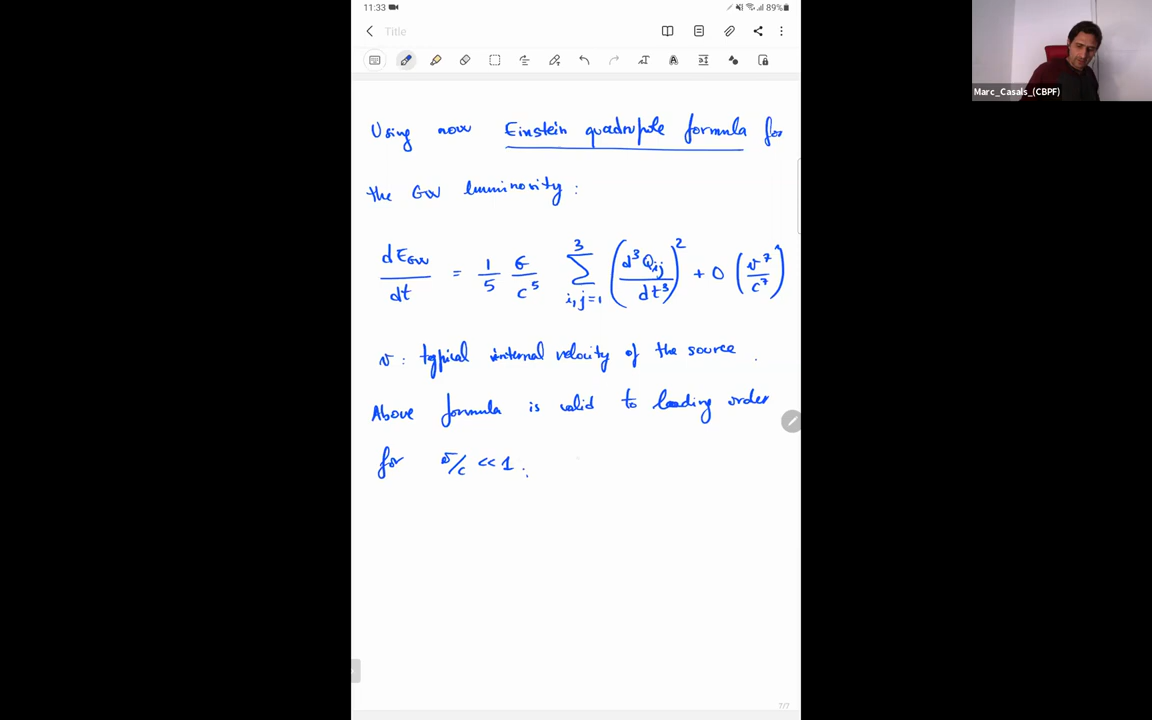 11:33
89%
Title
Marc_Casals_(CBPF)
Using now Einstein quadrupole formula for
the GW luminosity :
dE_GW/dt = 1/5 G/c^5 ∑_{i,j=1}^{3} (d^3 Q_ij/dt^3)^2 + O (v^7/c^7)
v : typical internal velocity of the source .
Above formula is valid to leading order
for v/c << 1 .
7/7